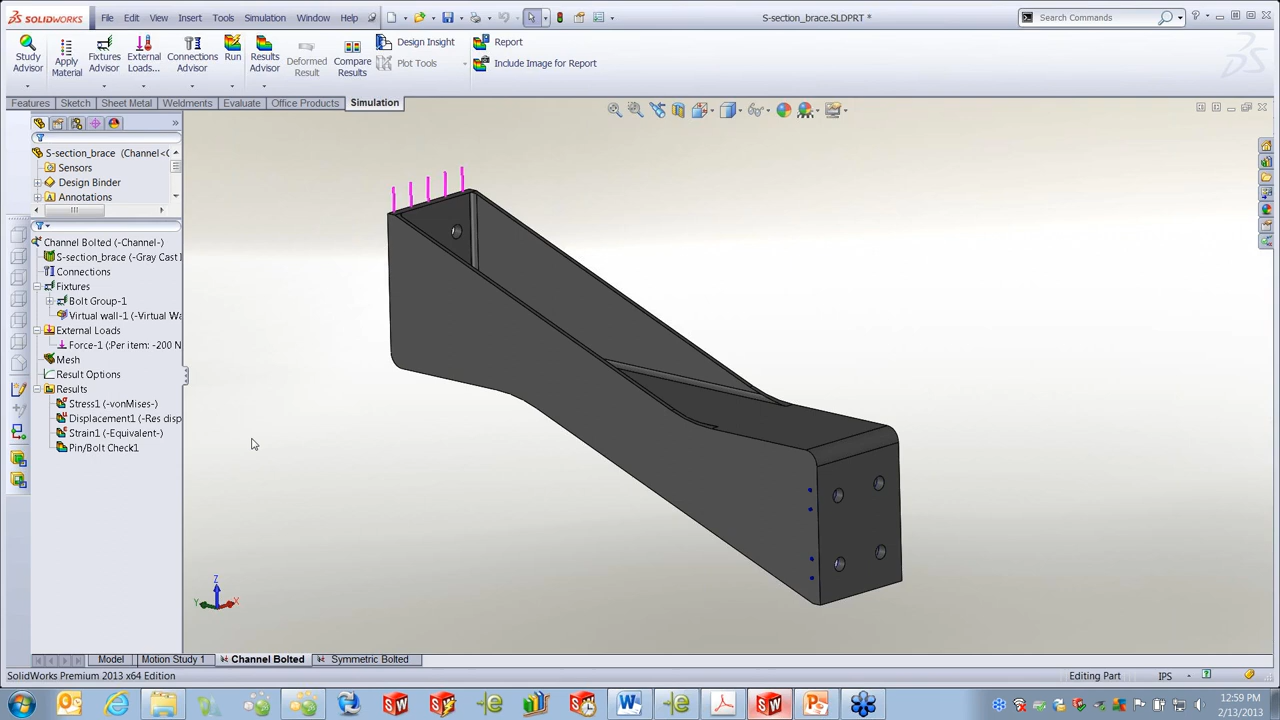 SOLIDWORKS
File Edit View Insert Tools Simulation Window Help
S-section_brace.SLDPRT *
Search Commands
Study Advisor
Apply Material
Fixtures Advisor
External Loads...
Connections Advisor
Run
Results Advisor
Deformed Result
Compare Results
Design Insight
Plot Tools
Report
Include Image for Report
Features Sketch Sheet Metal Weldments Evaluate Office Products Simulation
S-section_brace (Channel<(
Sensors
Design Binder
Annotations
Channel Bolted (-Channel-)
S-section_brace (-Gray Cast I
Connections
Fixtures
Bolt Group-1
Virtual wall-1 (-Virtual Wa
External Loads
Force-1 (:Per item: -200 N
Mesh
Result Options
Results
Stress1 (-vonMises-)
Displacement1 (-Res disp
Strain1 (-Equivalent-)
Pin/Bolt Check1
Z
Y
X
Model Motion Study 1 Channel Bolted Symmetric Bolted
SolidWorks Premium 2013 x64 Edition
Editing Part
IPS
12:59 PM
2/13/2013